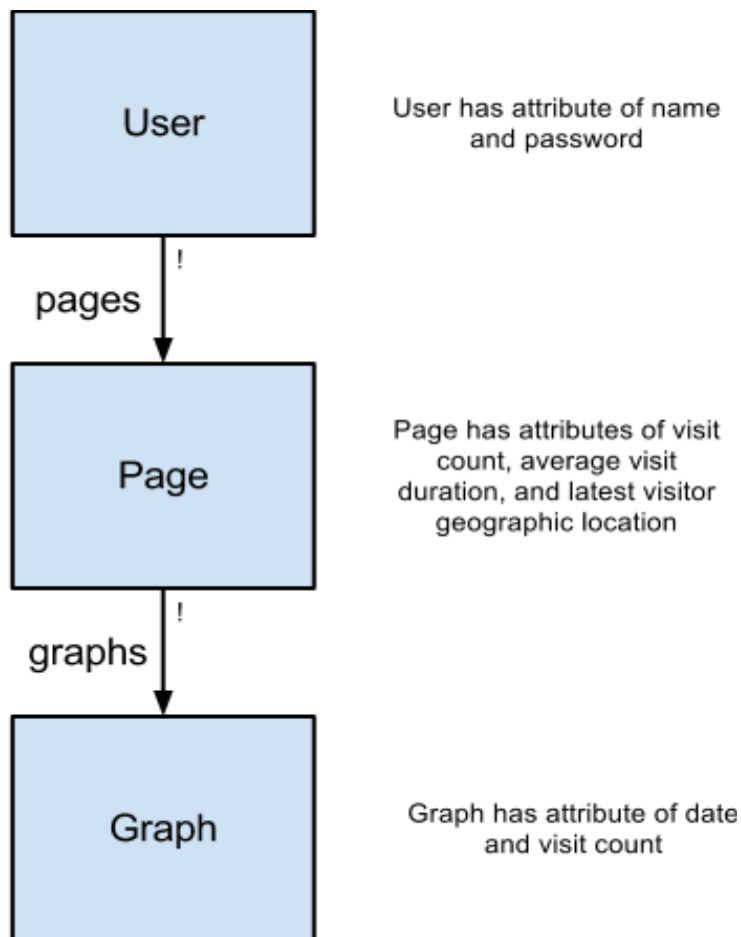 User
User has attribute of name
and password
!
pages
Page
Page has attributes of visit
count, average visit
duration, and latest visitor
geographic location
!
graphs
Graph
Graph has attribute of date
and visit count